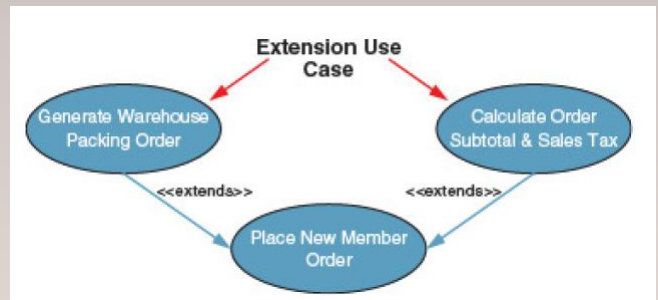 Extension Use
Case
Generate Warehouse
Packing Order
Calculate Order
Subtotal & Sales Tax
<<extends>>
<<extends>>
Place New Member
Order